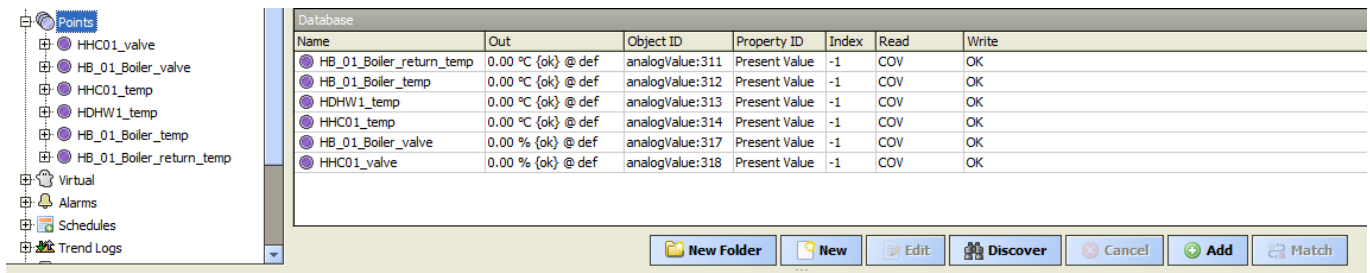 Points
HHC01_valve
HB_01_Boiler_valve
HHC01_temp
HDHW1_temp
HB_01_Boiler_temp
HB_01_Boiler_return_temp
Virtual
Alarms
Schedules
Trend Logs
Database
Name Out Object ID Property ID Index Read Write
HB_01_Boiler_return_temp 0.00 °C {ok} @ def analogValue:311 Present Value -1 COV OK
HB_01_Boiler_temp 0.00 °C {ok} @ def analogValue:312 Present Value -1 COV OK
HDHW1_temp 0.00 °C {ok} @ def analogValue:313 Present Value -1 COV OK
HHC01_temp 0.00 °C {ok} @ def analogValue:314 Present Value -1 COV OK
HB_01_Boiler_valve 0.00 % {ok} @ def analogValue:317 Present Value -1 COV OK
HHC01_valve 0.00 % {ok} @ def analogValue:318 Present Value -1 COV OK
New Folder New Edit Discover Cancel Add Match